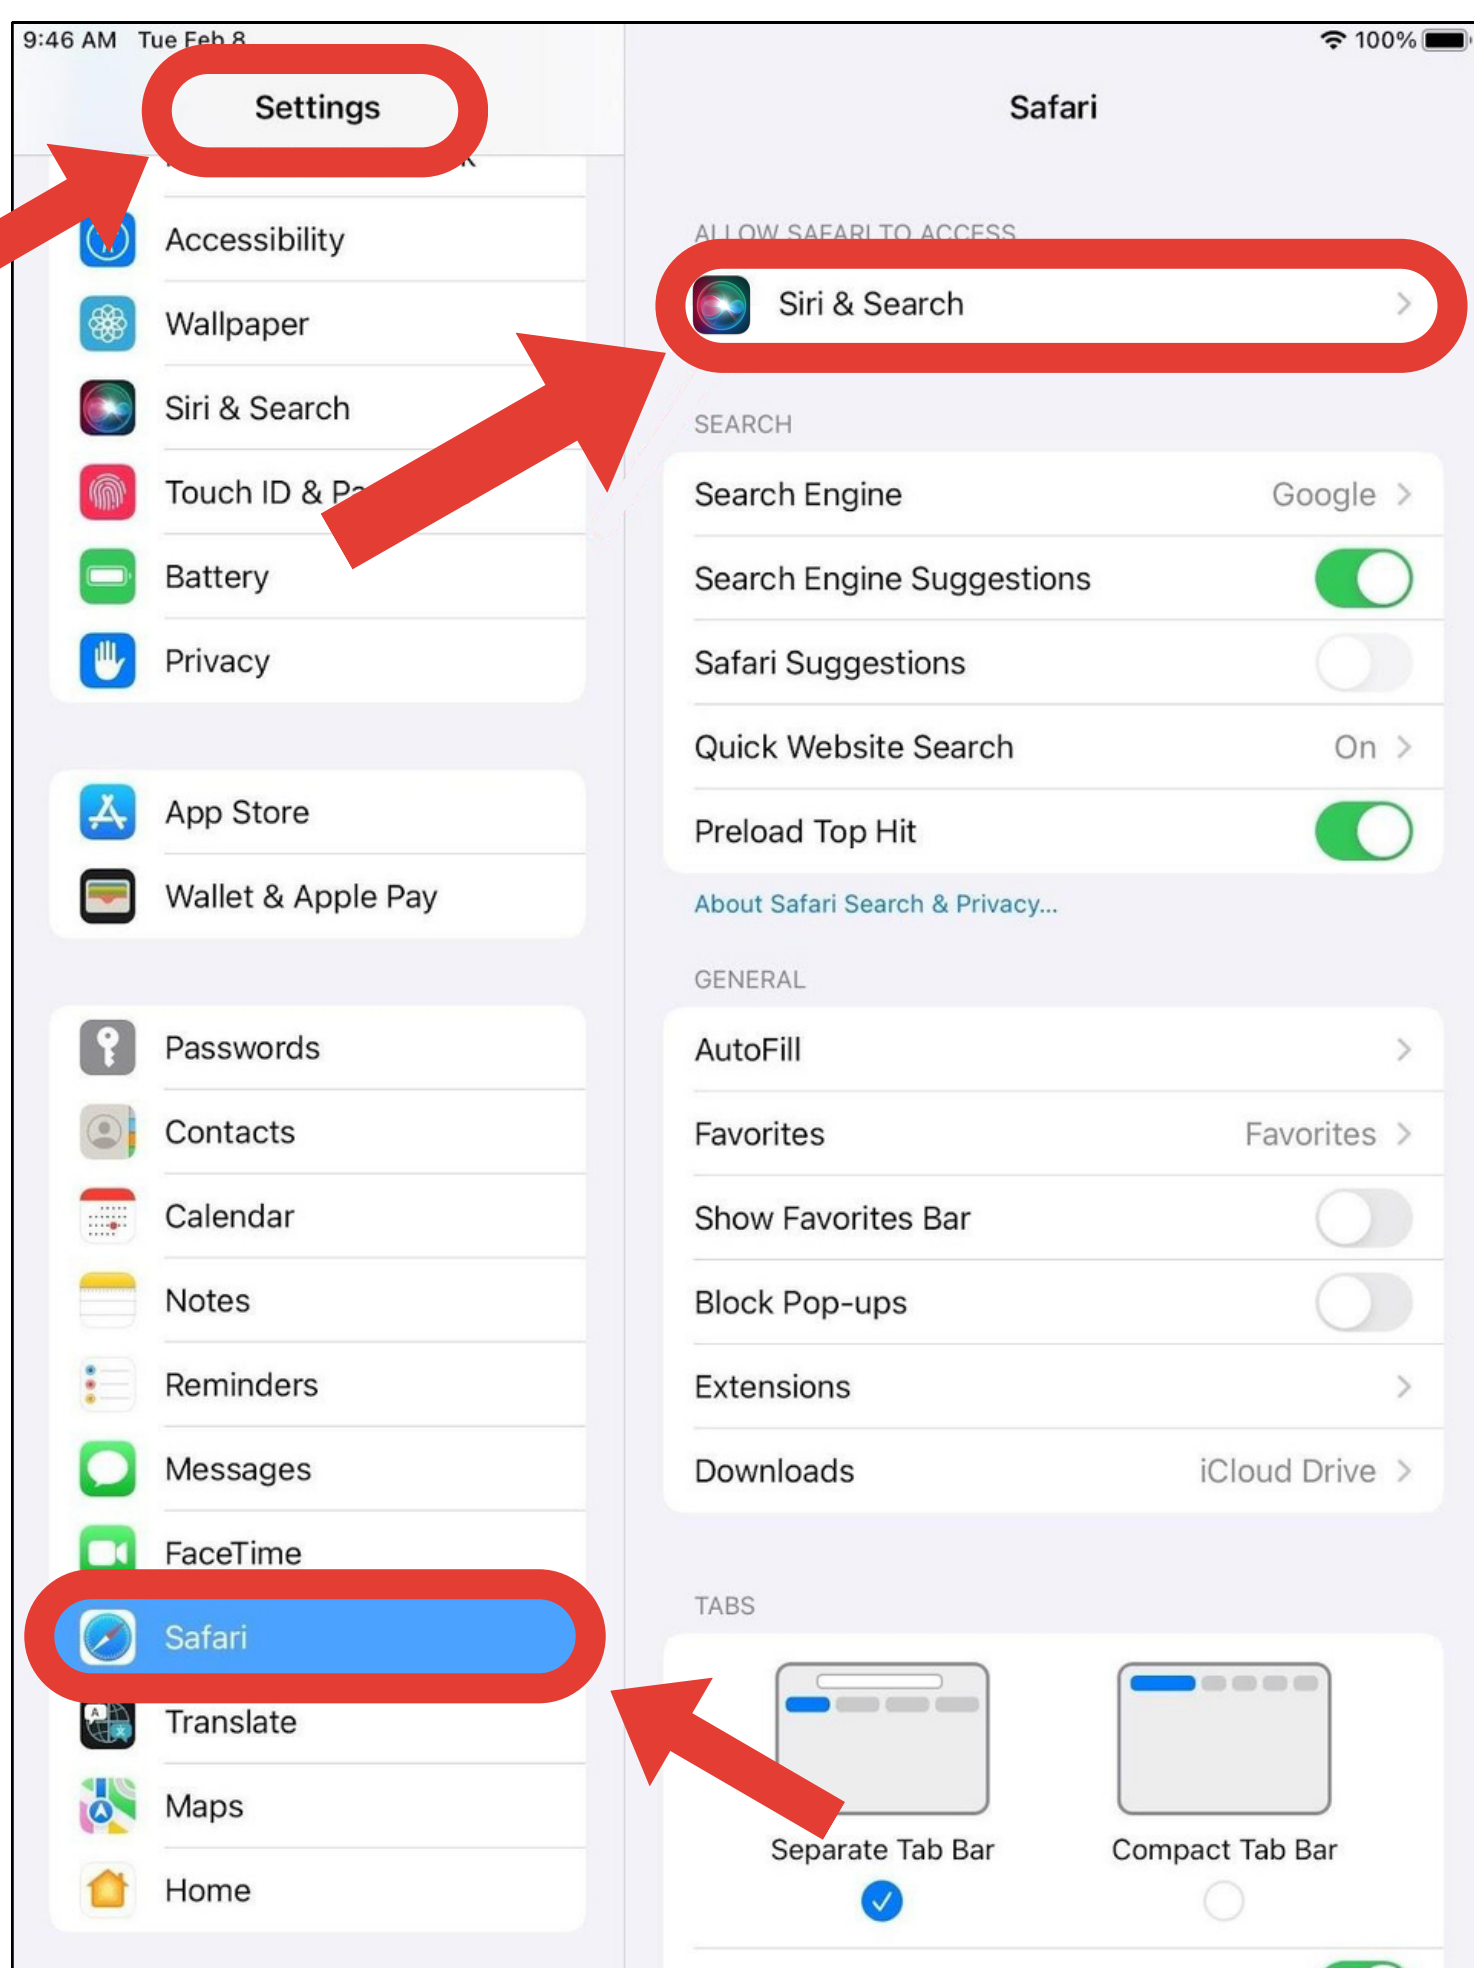 9:46 AM Tue Feb 8
100%
Settings
Accessibility
Wallpaper
Siri & Search
Touch ID &
Battery
Privacy
App Store
Wallet & Apple Pay
Passwords
Contacts
Calendar
Notes
Reminders
Messages
FaceTime
Safari
Translate
Maps
Home
Safari
ALLOW SAFARI TO ACCESS
Siri & Search
SEARCH
Search Engine Google
Search Engine Suggestions
Safari Suggestions
Quick Website Search On
Preload Top Hit
About Safari Search & Privacy...
GENERAL
AutoFill
Favorites Favorites
Show Favorites Bar
Block Pop-ups
Extensions
Downloads iCloud Drive
TABS
Separate Tab Bar Compact Tab Bar